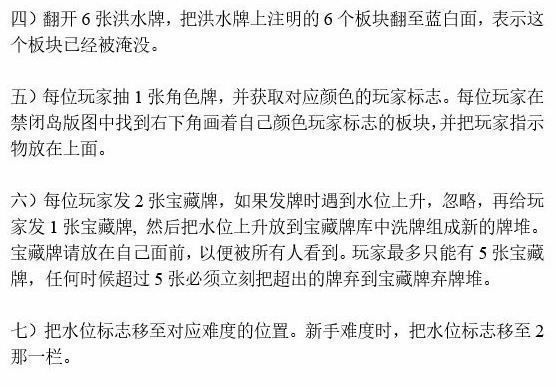 四）翻开 6 张洪水牌，把洪水牌上注明的 6 个板块翻至蓝白面，表示这
个板块已经被淹没。
五）每位玩家抽 1 张角色牌，并获取对应颜色的玩家标志。每位玩家在
禁闭岛版图中找到右下角画着自己颜色玩家标志的板块，并把玩家指示
物放在上面。
六）每位玩家发 2 张宝藏牌，如果发牌时遇到水位上升，忽略，再给玩
家发 1 张宝藏牌, 然后把水位上升放到宝藏牌库中洗牌组成新的牌堆。
宝藏牌请放在自己面前，以便被所有人看到。玩家最多只能有 5 张宝藏
牌，任何时候超过 5 张必须立刻把超出的牌弃到宝藏牌弃牌堆。
七）把水位标志移至对应难度的位置。新手难度时，把水位标志移至 2
那一栏。